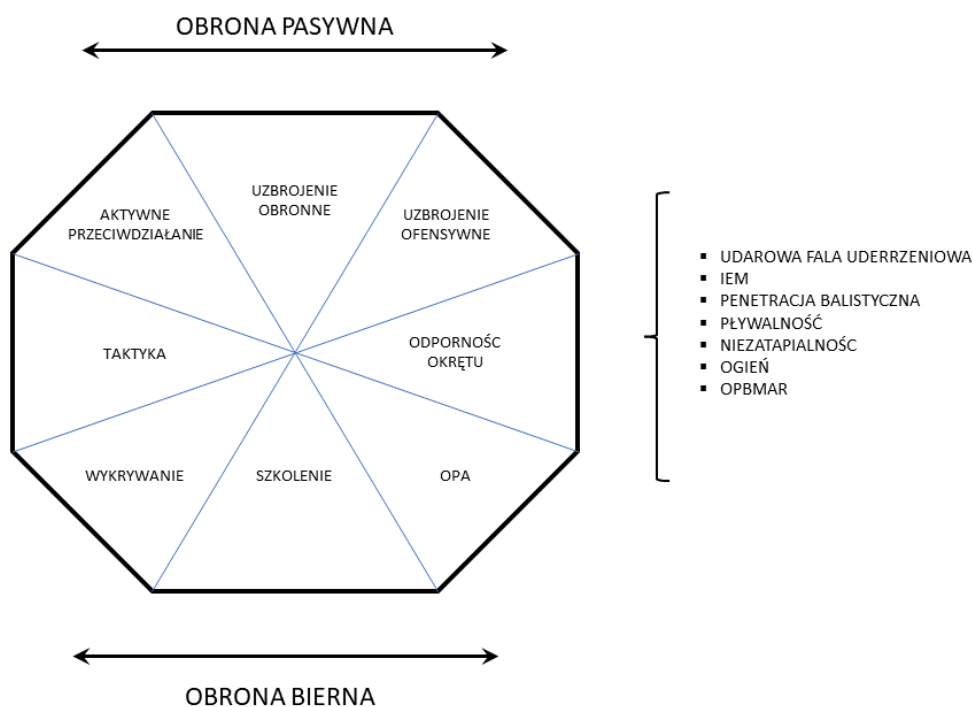 OBRONA PASYWNA
UZBROJENIE
OBRONNE
AKTYWNE
PRZECIWDZIAŁANIE
UZBROJENIE
OFENSYWNE
TAKTYKA
ODPORNOŚC
OKRĘTU
WYKRYWANIE
SZKOLENIE
OPA
▪ UDAROWA FALA UDERRZENIOWA
▪ IEM
▪ PENETRACJA BALISTYCZNA
▪ PŁYWALNOŚĆ
▪ NIEZATAPIALNOŚC
▪ OGIEŃ
▪ OPBMAR
OBRONA BIERNA